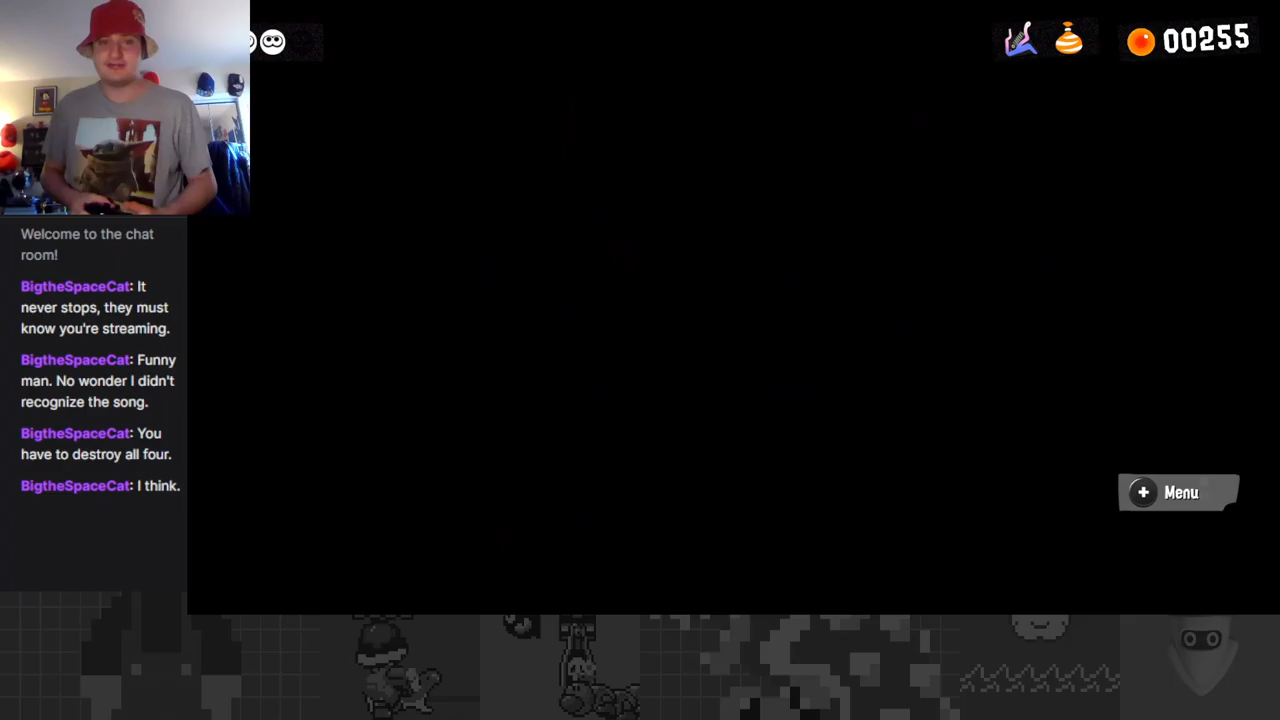 00255
Welcome to the chat
room!
BigtheSpaceCat: It
never stops, they must
know you're streaming.
BigtheSpaceCat: Funny
man. No wonder I didn't
recognize the song.
BigtheSpaceCat: You
have to destroy all four.
BigtheSpaceCat: I think.
+ Menu